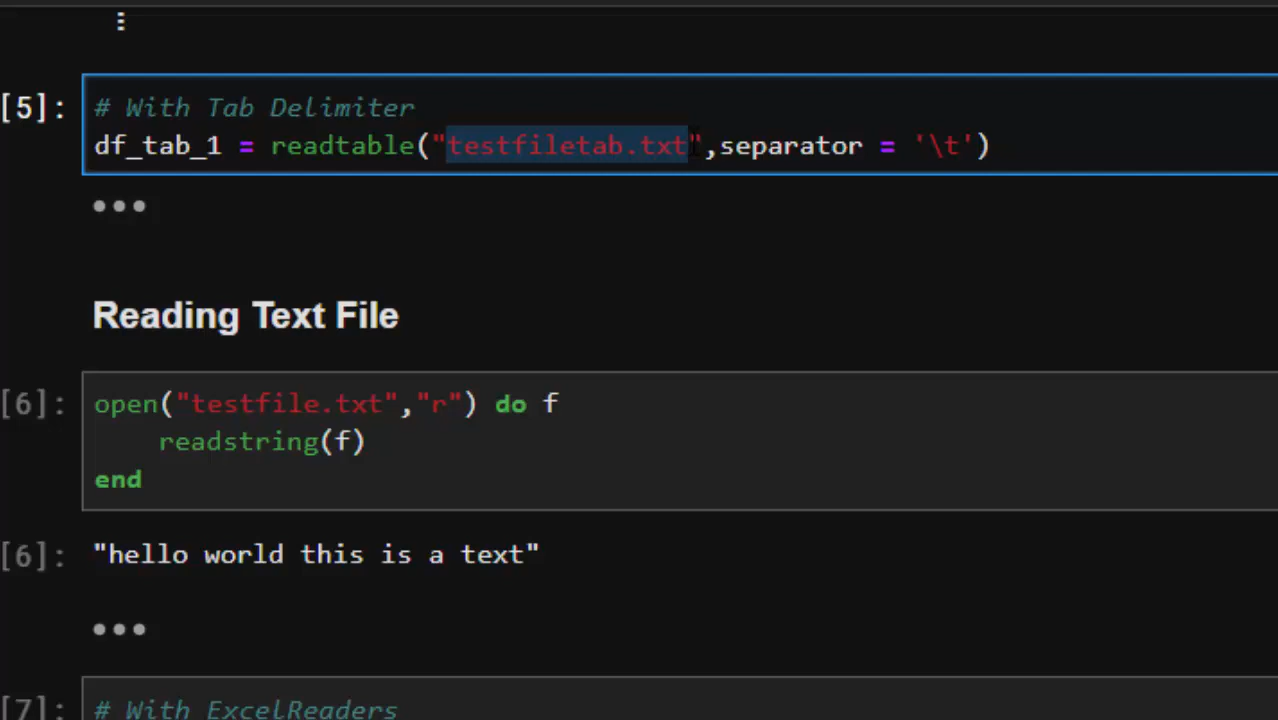 [5]:
# With Tab Delimiter
df_tab_1 = readtable("testfiletab.txt",separator = '\t')
Reading Text File
[6]:
open("testfile.txt","r") do f
    readstring(f)
end
[6]:
"hello world this is a text"
[7]:
# With ExcelReaders